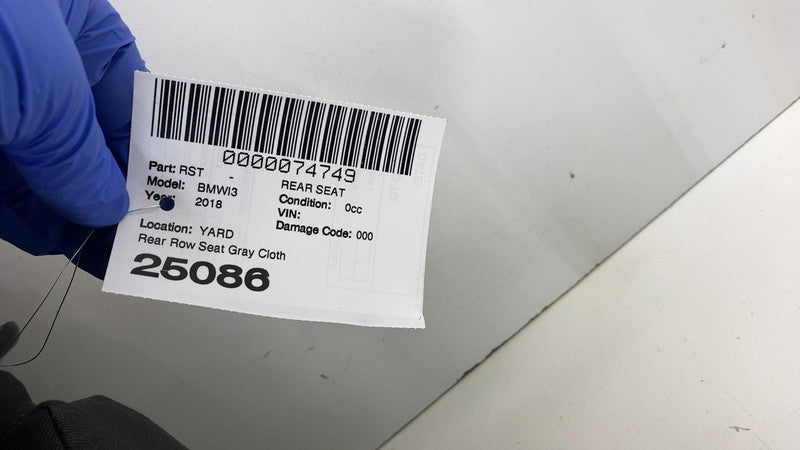 0000074749
Part: RST - REAR SEAT
Model: BMWI3 Condition: 0cc
Year: 2018 VIN:
Damage Code: 000
Location: YARD
Rear Row Seat Gray Cloth
25086